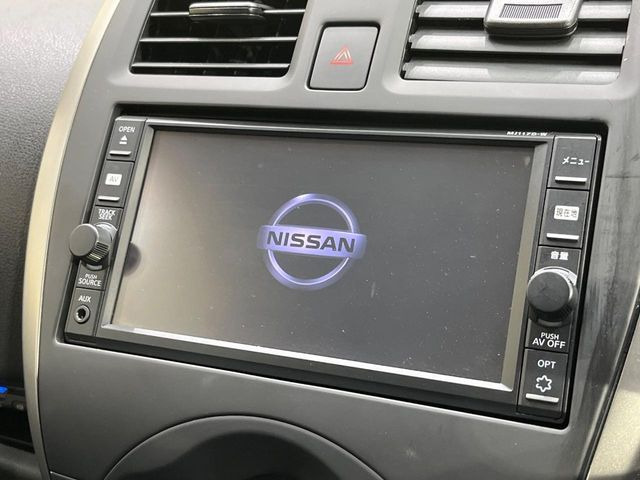 MJ117D-W
OPEN
AV
TRACK
SEEK
PUSH
SOURCE
AUX
NISSAN
メニュー
現在地
音量
PUSH
AV OFF
OPT